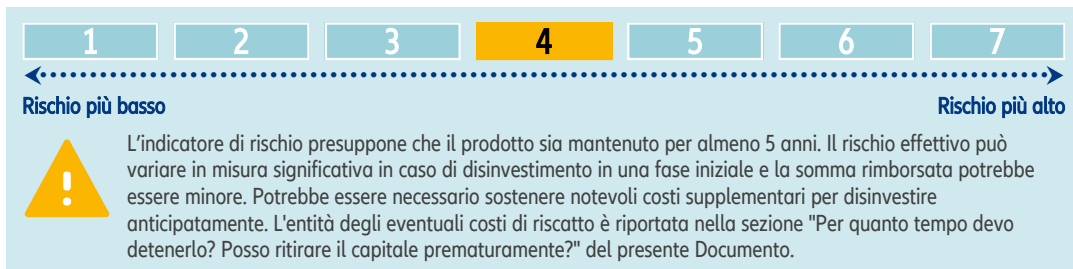 1 2 3 4 5 6 7
Rischio più basso Rischio più alto
L'indicatore di rischio presuppone che il prodotto sia mantenuto per almeno 5 anni. Il rischio effettivo può
variare in misura significativa in caso di disinvestimento in una fase iniziale e la somma rimborsata potrebbe
essere minore. Potrebbe essere necessario sostenere notevoli costi supplementari per disinvestire
anticipatamente. L'entità degli eventuali costi di riscatto è riportata nella sezione "Per quanto tempo devo
detenerlo? Posso ritirare il capitale prematuramente?" del presente Documento.